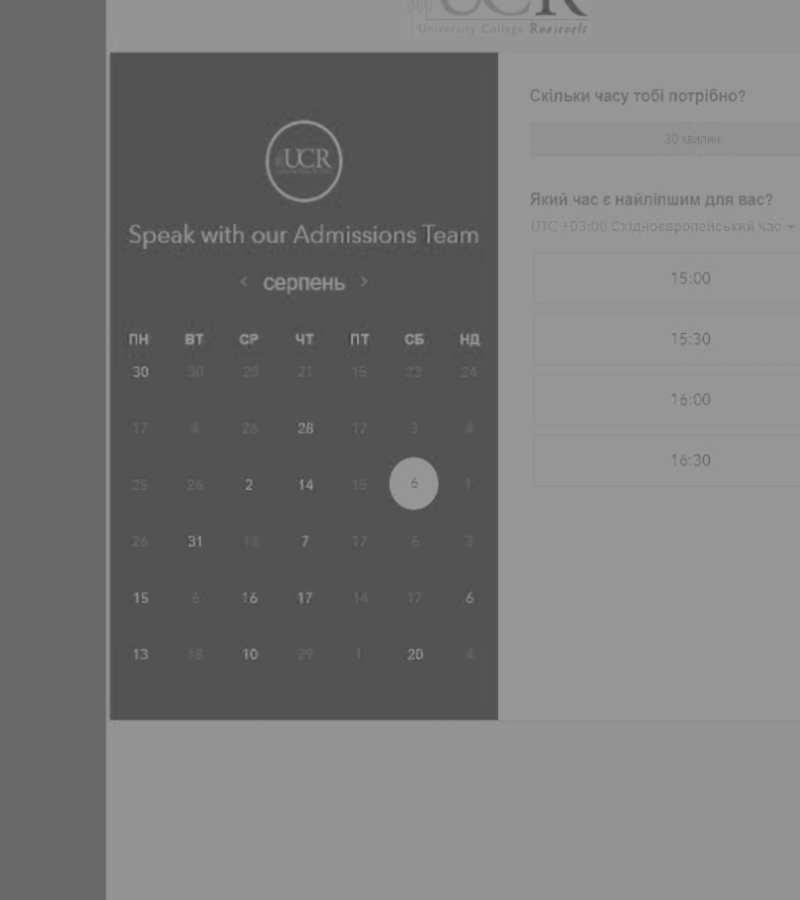 UCR
University College Roosevelt
UCR
Speak with our Admissions Team
< серпень >
ПН ВТ СР ЧТ ПТ СБ НД
30 30 28 21 15 23 24
17 4 26 28 17 3 4
25 26 2 14 15 6 1
26 31 13 7 17 6 3
15 6 16 17 14 17 6
13 18 10 29 1 20 4
Скільки часу тобі потрібно?
30 хвилин
Який час є найліпшим для вас?
UTC +03:00 Східноєвропейський час
15:00
15:30
16:00
16:30